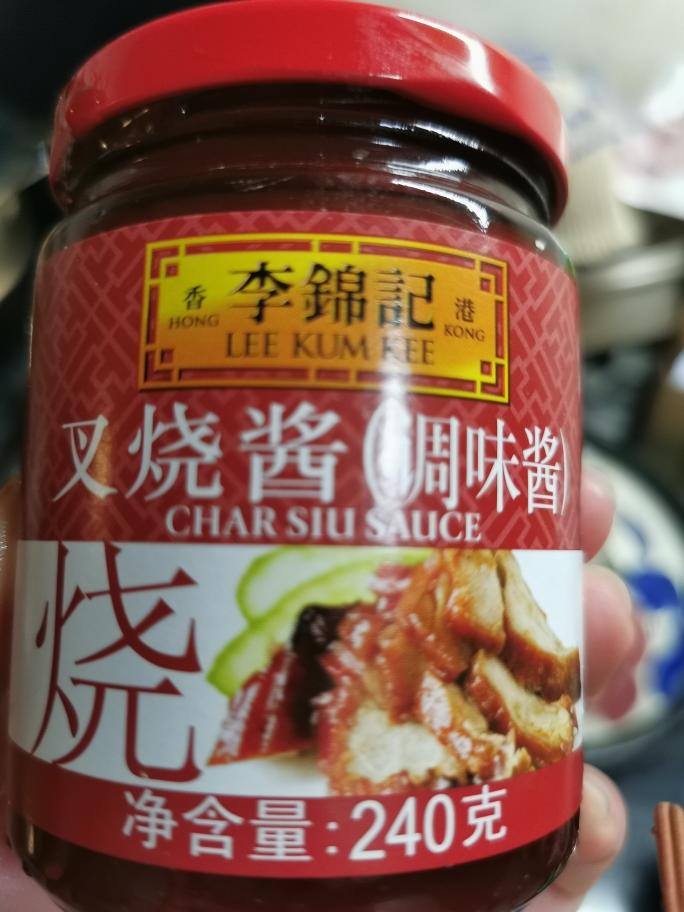 香港 李錦記
HONG KONG
LEE KUM KEE
叉烧酱(调味酱)
CHAR SIU SAUCE
烧
净含量:240克